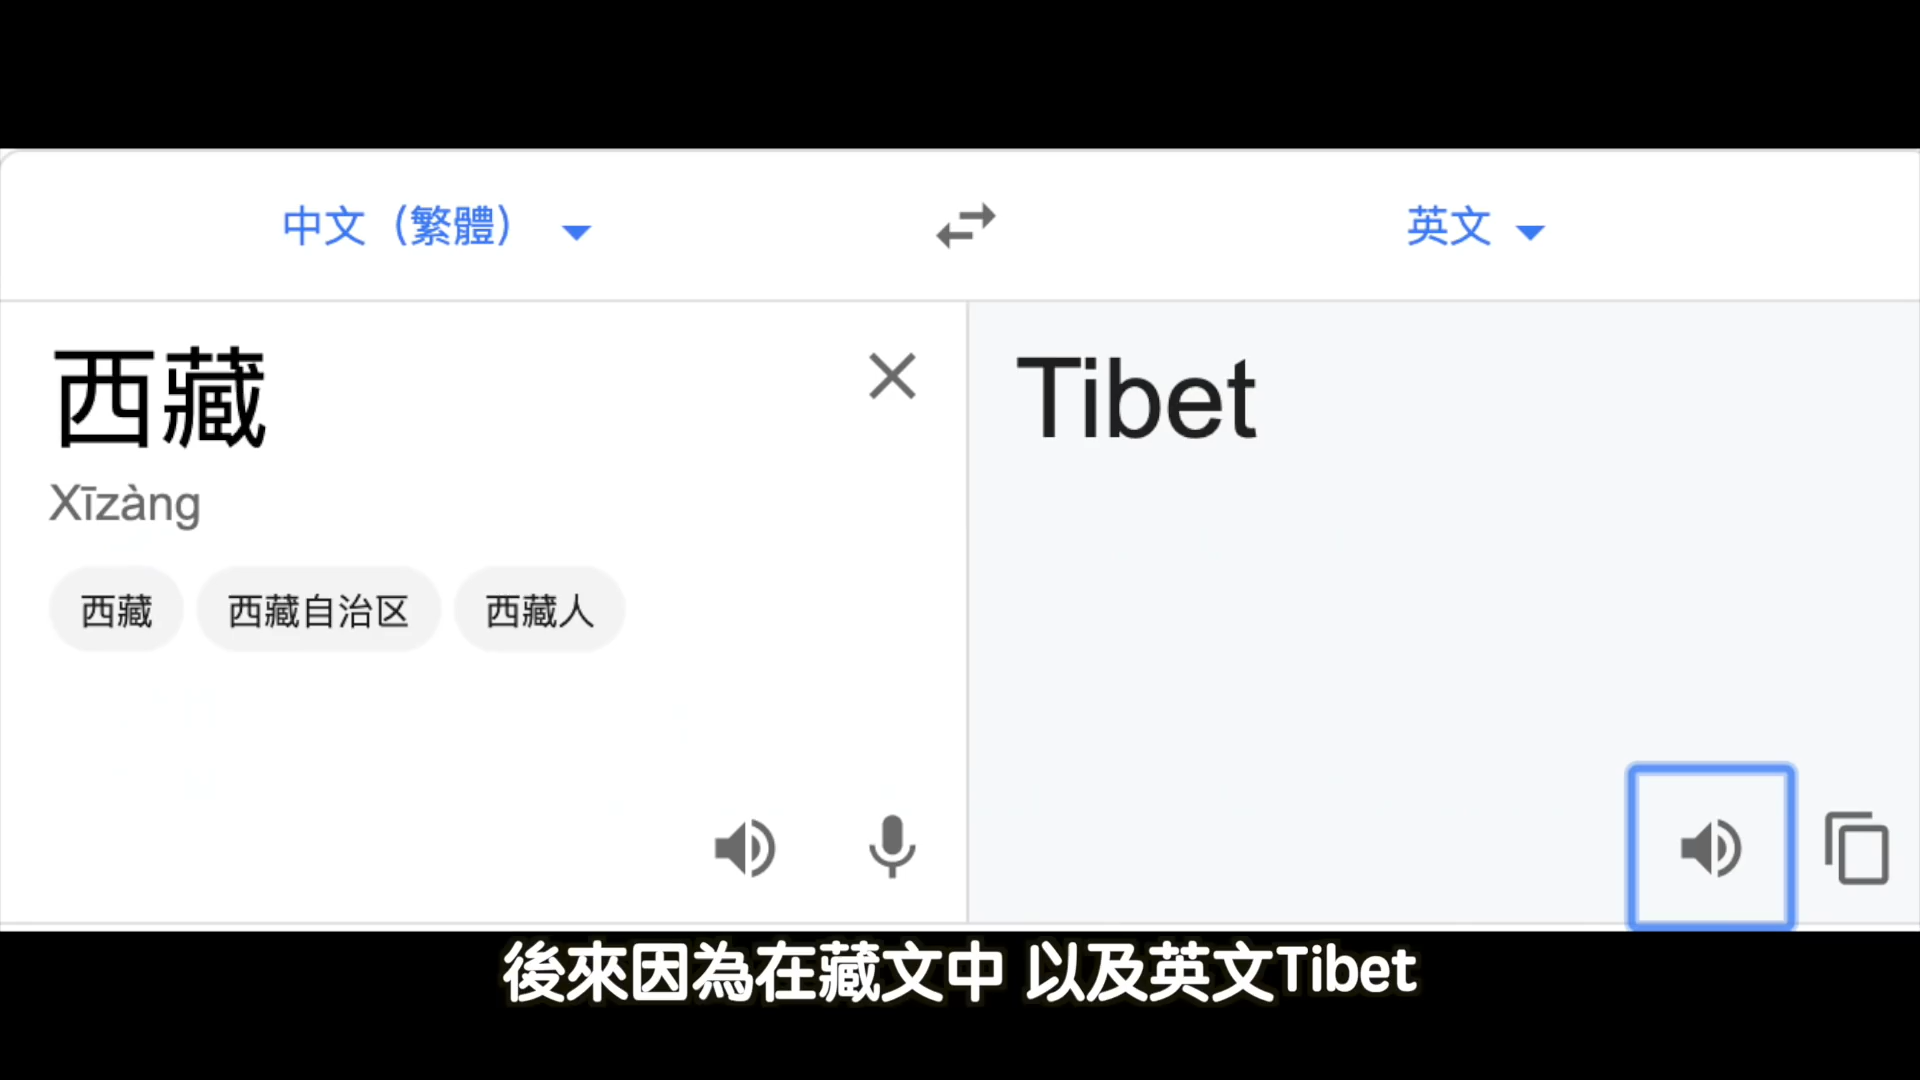 中文（繁體）
英文
西藏
Tibet
Xīzàng
西藏
西藏自治区
西藏人
後來因為在藏文中 以及英文Tibet